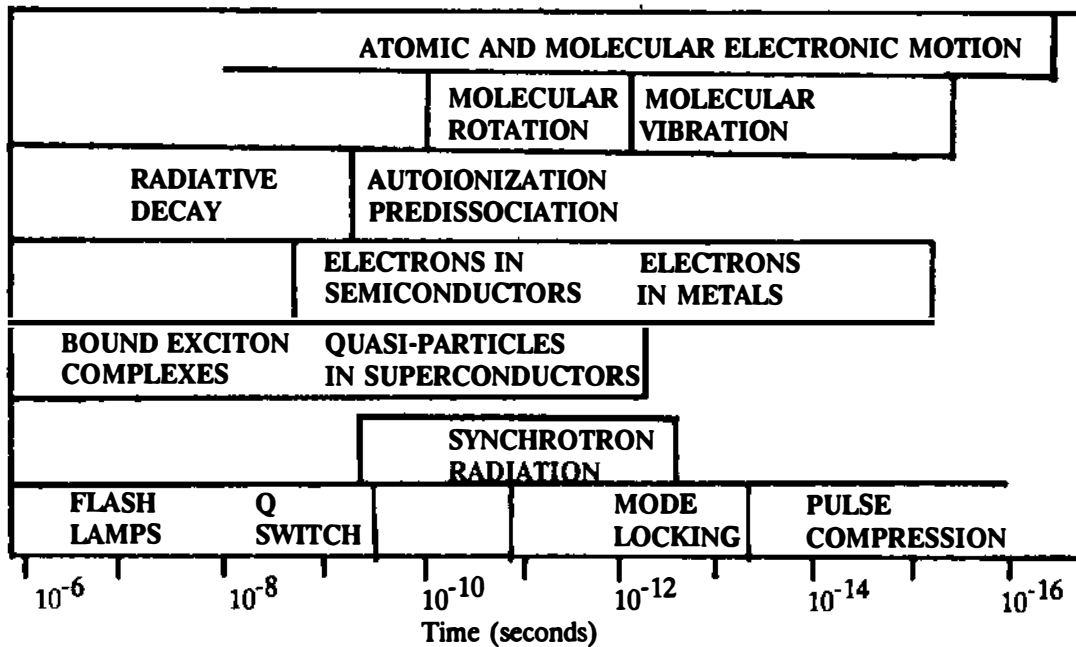 ATOMIC AND MOLECULAR ELECTRONIC MOTION
MOLECULAR
ROTATION
MOLECULAR
VIBRATION
RADIATIVE
DECAY
AUTOIONIZATION
PREDISSOCIATION
ELECTRONS IN
SEMICONDUCTORS
ELECTRONS
IN METALS
BOUND EXCITON
COMPLEXES
QUASI-PARTICLES
IN SUPERCONDUCTORS
SYNCHROTRON
RADIATION
FLASH
LAMPS
Q
SWITCH
MODE
LOCKING
PULSE
COMPRESSION
10⁻⁶ 10⁻⁸ 10⁻¹⁰ 10⁻¹² 10⁻¹⁴ 10⁻¹⁶
Time (seconds)